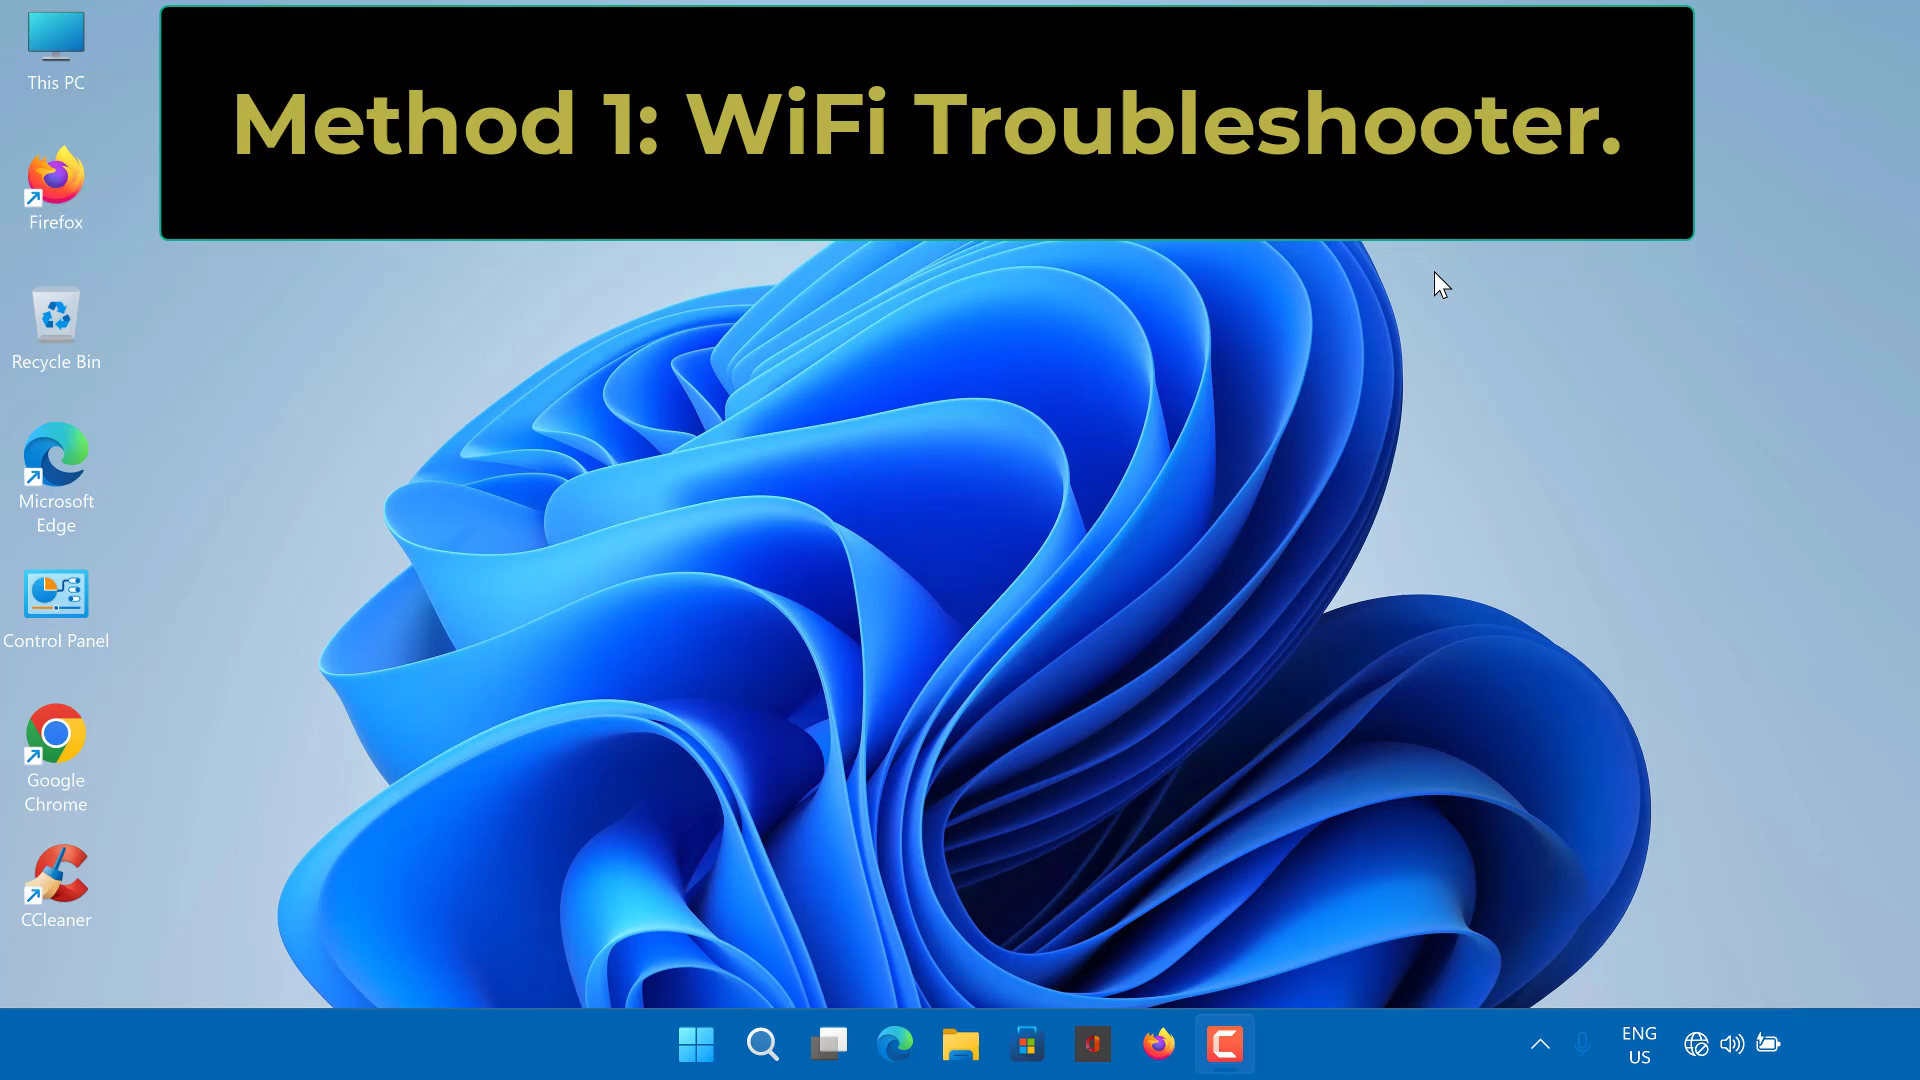 Method 1: WiFi Troubleshooter.
This PC
Firefox
Recycle Bin
Microsoft
Edge
Control Panel
Google
Chrome
CCleaner
ENG
US